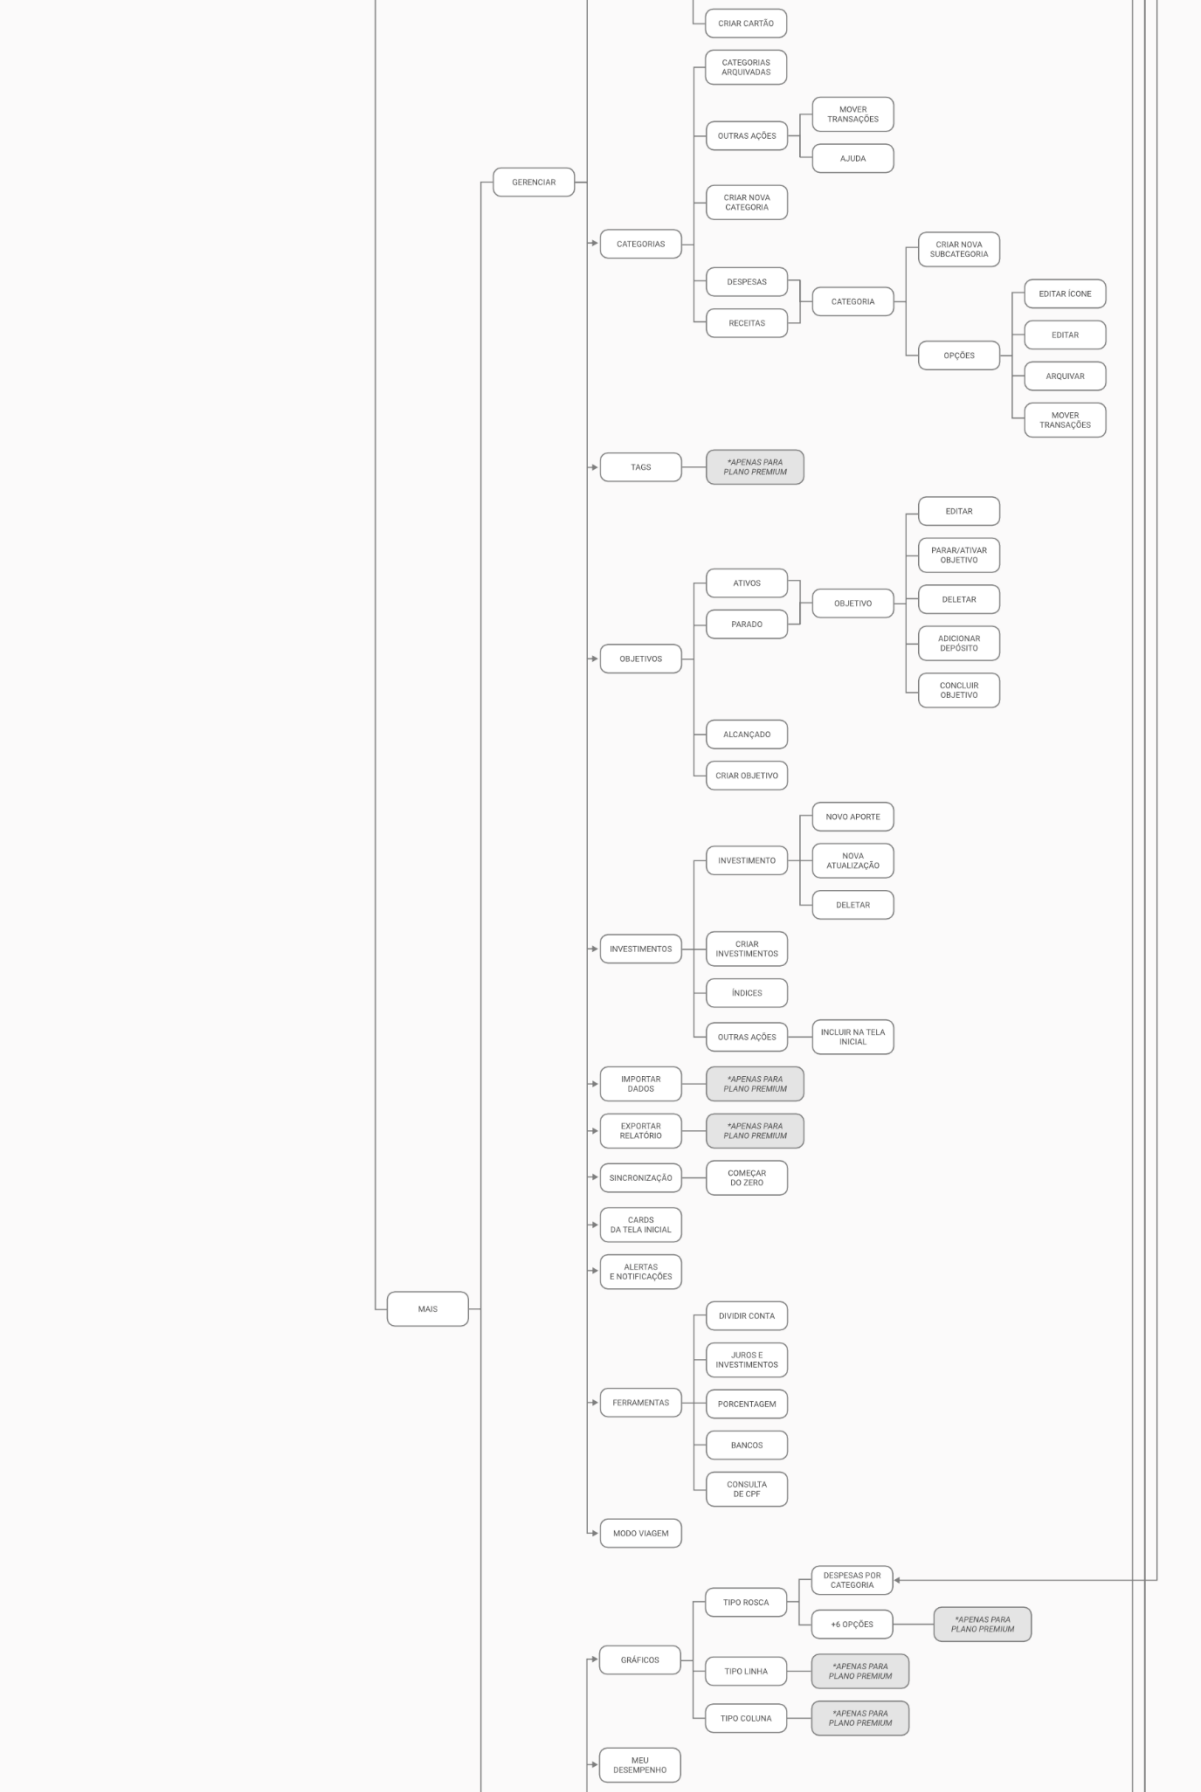 CRIAR CARTÃO
CATEGORIAS
ARQUIVADAS
MOVER
TRANSAÇÕES
OUTRAS AÇÕES
AJUDA
GERENCIAR
CRIAR NOVA
CATEGORIA
CATEGORIAS
CRIAR NOVA
SUBCATEGORIA
DESPESAS
CATEGORIA
EDITAR ÍCONE
RECEITAS
EDITAR
OPÇÕES
ARQUIVAR
MOVER
TRANSAÇÕES
TAGS
*APENAS PARA
PLANO PREMIUM
EDITAR
PARAR/ATIVAR
OBJETIVO
ATIVOS
OBJETIVO
DELETAR
PARADO
ADICIONAR
DEPÓSITO
OBJETIVOS
CONCLUIR
OBJETIVO
ALCANÇADO
CRIAR OBJETIVO
NOVO APORTE
INVESTIMENTO
NOVA
ATUALIZAÇÃO
DELETAR
INVESTIMENTOS
CRIAR
INVESTIMENTOS
ÍNDICES
OUTRAS AÇÕES
INCLUIR NA TELA
INICIAL
IMPORTAR
DADOS
*APENAS PARA
PLANO PREMIUM
EXPORTAR
RELATÓRIO
*APENAS PARA
PLANO PREMIUM
SINCRONIZAÇÃO
COMEÇAR
DO ZERO
CARDS
DA TELA INICIAL
ALERTAS
E NOTIFICAÇÕES
MAIS
DIVIDIR CONTA
JUROS E
INVESTIMENTOS
FERRAMENTAS
PORCENTAGEM
BANCOS
CONSULTA
DE CPF
MODO VIAGEM
DESPESAS POR
CATEGORIA
TIPO ROSCA
+6 OPÇÕES
*APENAS PARA
PLANO PREMIUM
GRÁFICOS
TIPO LINHA
*APENAS PARA
PLANO PREMIUM
TIPO COLUNA
*APENAS PARA
PLANO PREMIUM
MEU
DESEMPENHO